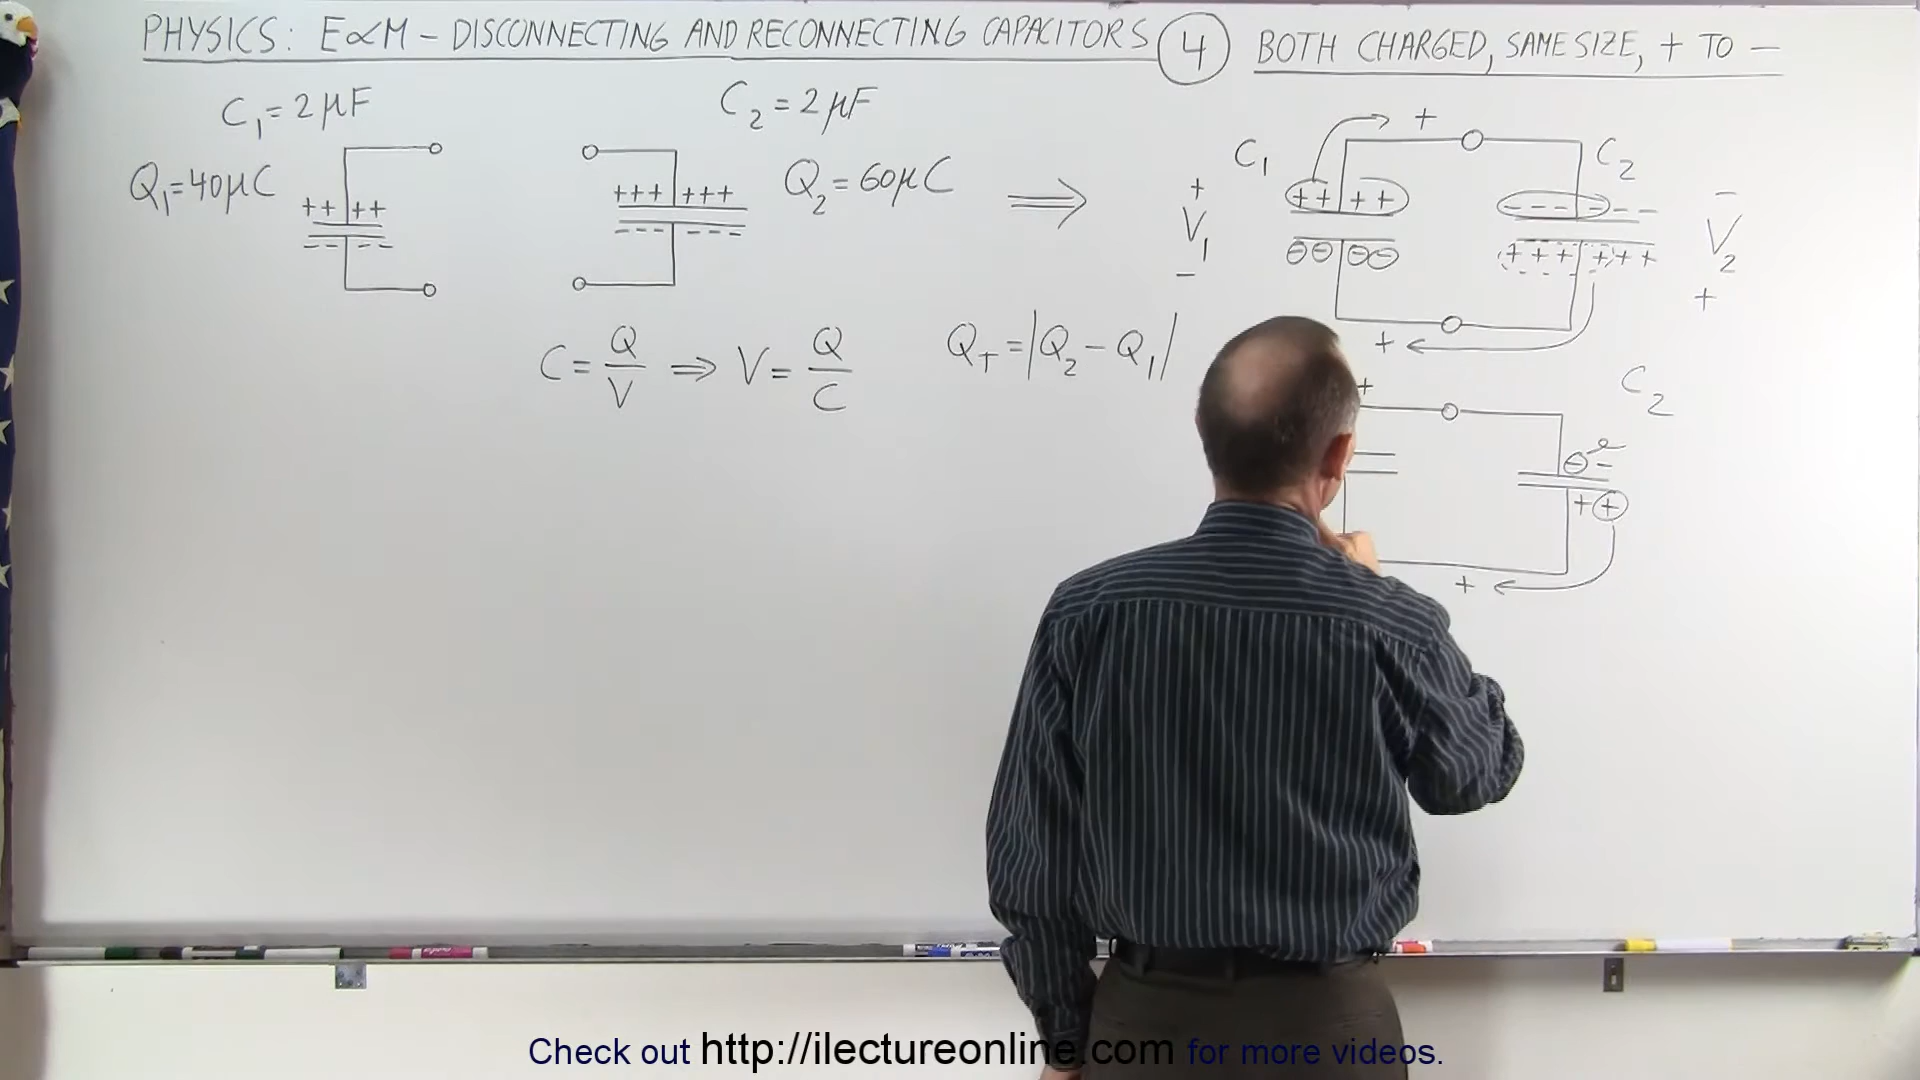 PHYSICS: E∝M – DISCONNECTING AND RECONNECTING CAPACITORS 4 BOTH CHARGED, SAME SIZE, + TO –
C₁ = 2 μF
C₂ = 2 μF
Q₁ = 40 μC
++ ++
-- --
+++ +++
--- ---
Q₂ = 60 μC
⟹
C₁
+
C₂
+
V₁
–
++ ++
⊖⊖ ⊖⊖
---- --
+++ +++
–
V₂
+
+
C = Q/V ⟹ V = Q/C
Q_T = |Q₂ – Q₁|
+
C₂
⊖ –
+ ⊕
+
Check out http://ilectureonline.com for more videos.